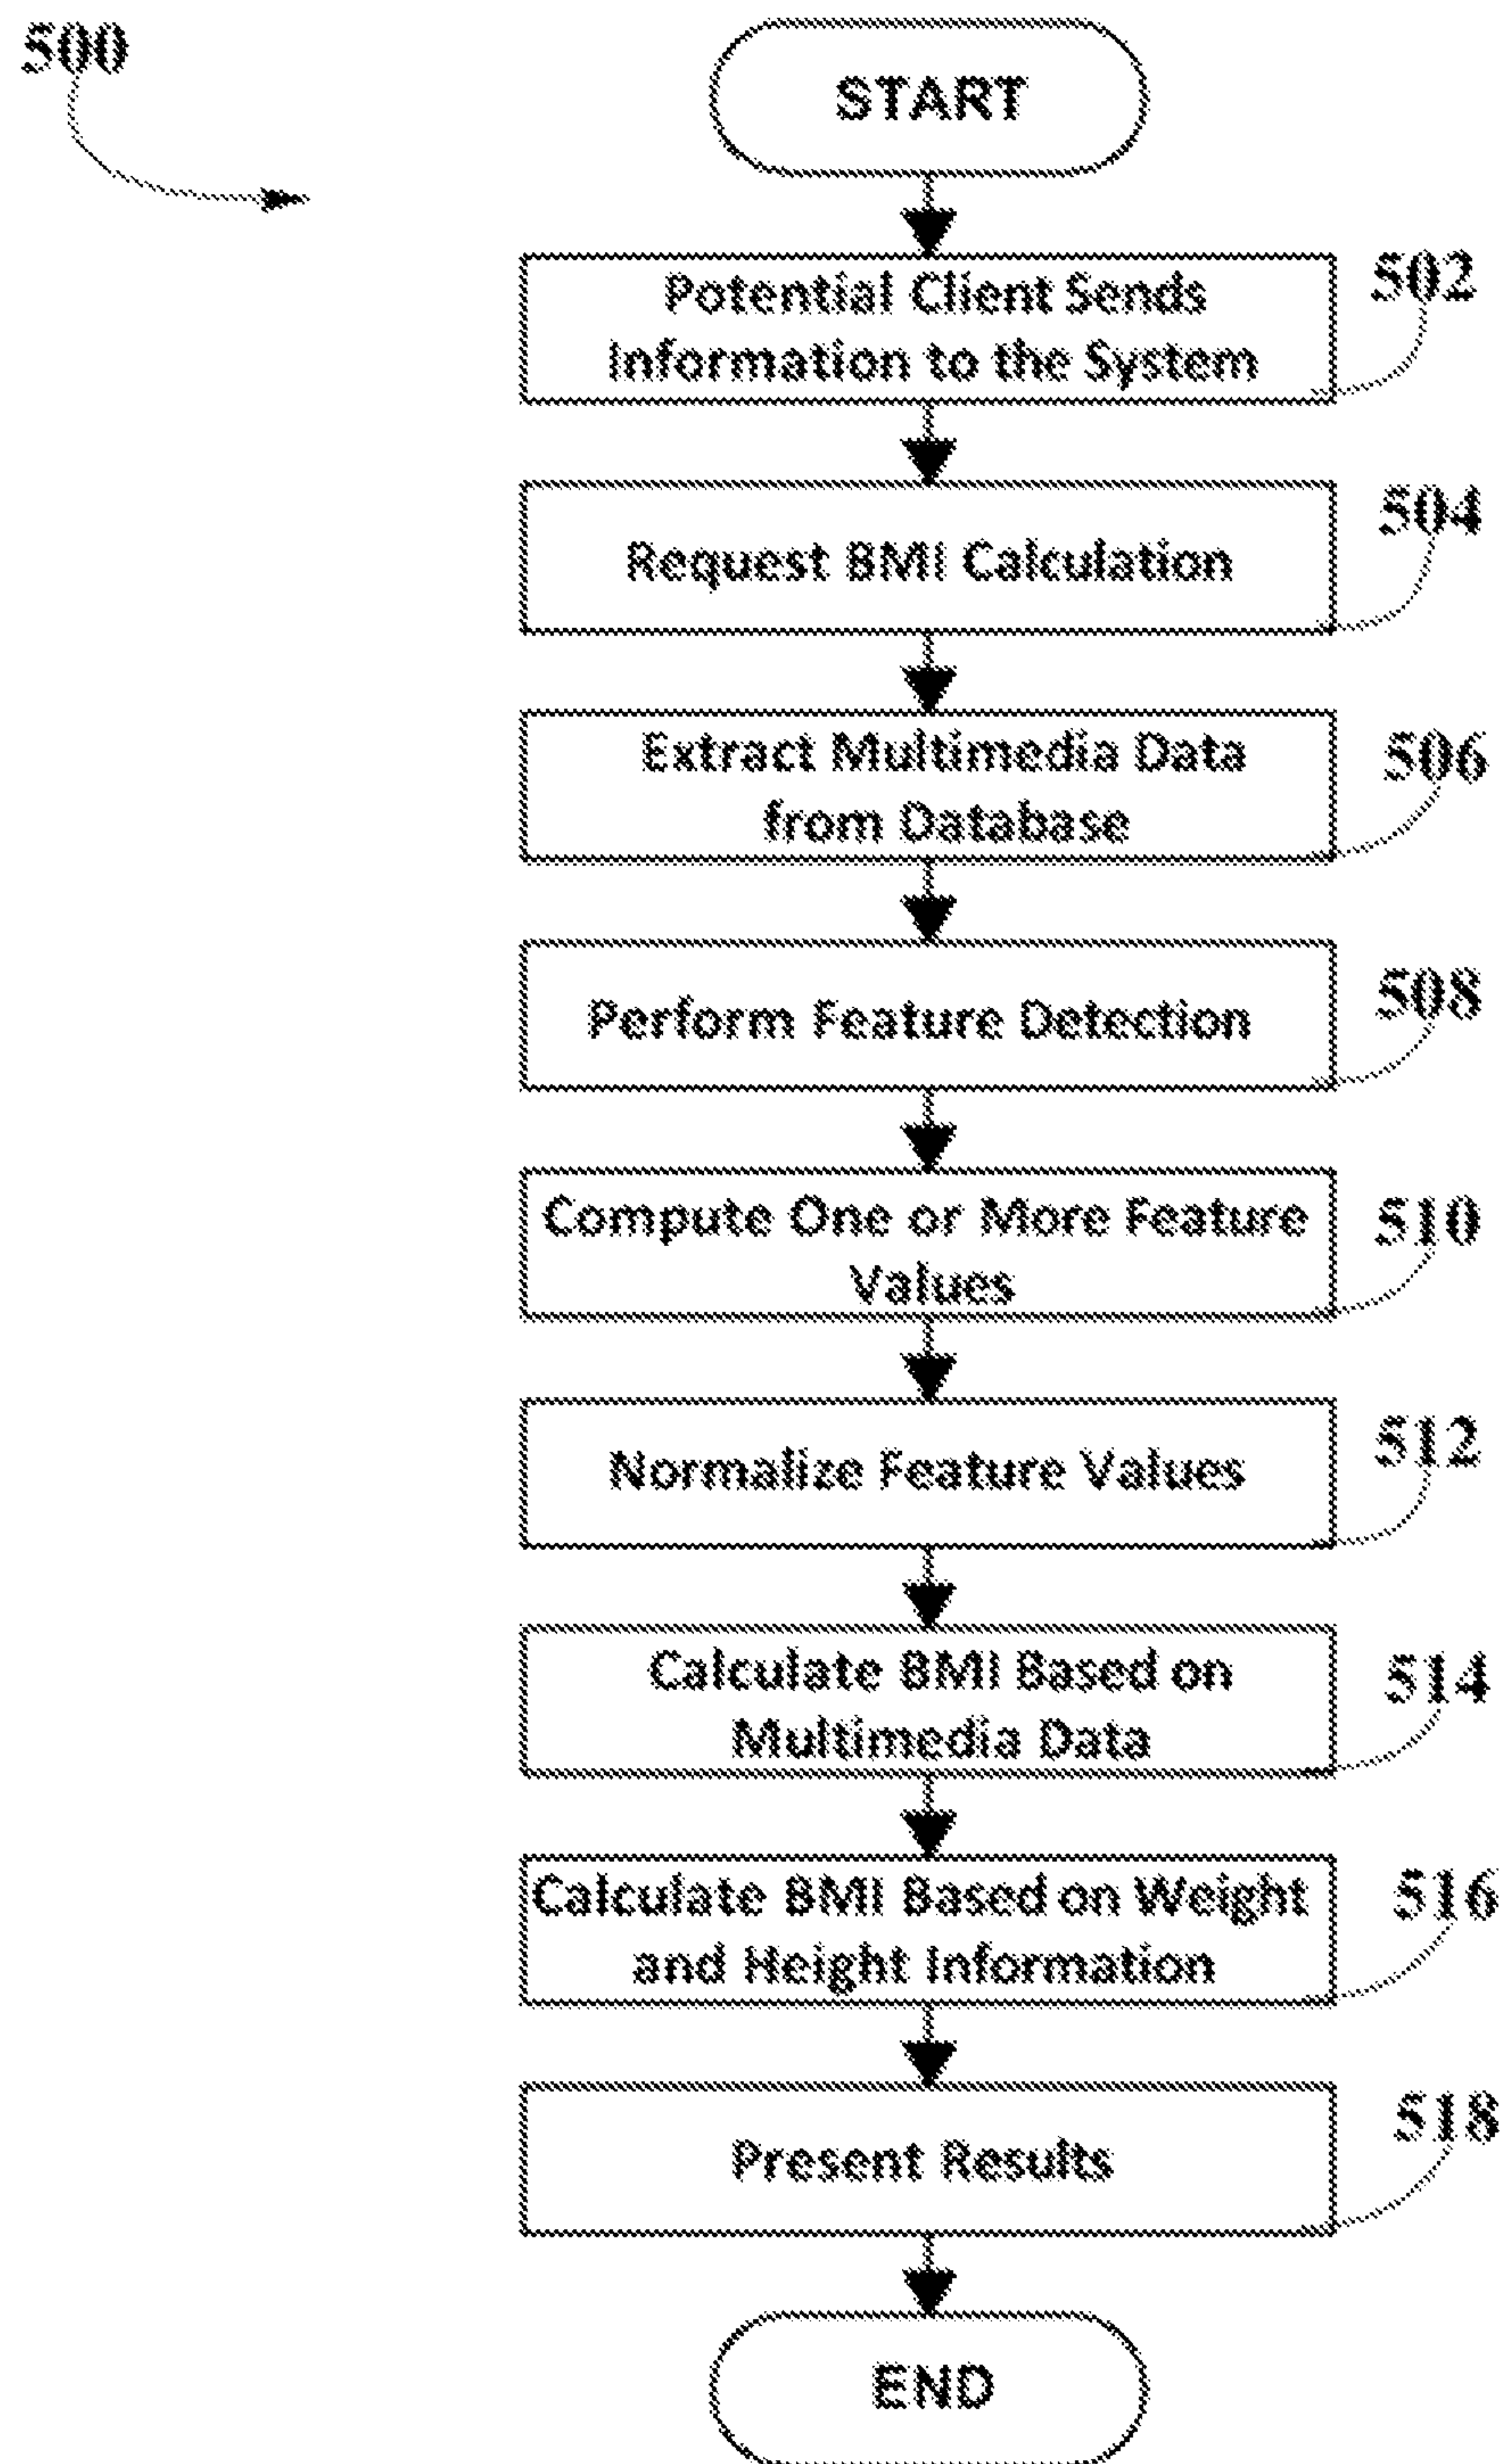 500
START
Potential Client Sends
Information to the System
502
Request BMI Calculation
504
Extract Multimedia Data
from Database
506
Perform Feature Detection
508
Compute One or More Feature
Values
510
Normalize Feature Values
512
Calculate BMI Based on
Multimedia Data
514
Calculate BMI Based on Weight
and Height Information
516
Present Results
518
END